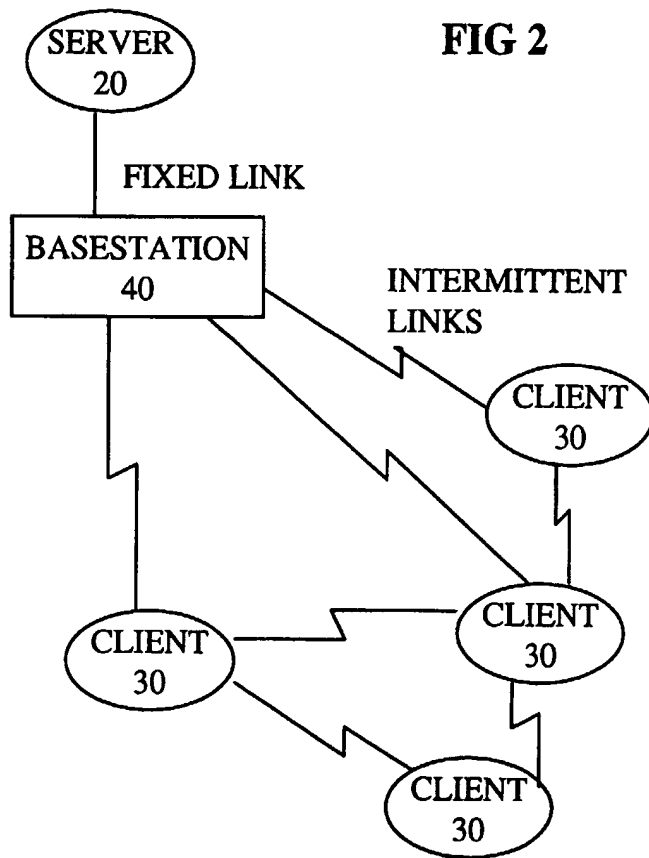 FIG 2
SERVER
20
FIXED LINK
BASESTATION
40
INTERMITTENT
LINKS
CLIENT
30
CLIENT
30
CLIENT
30
CLIENT
30